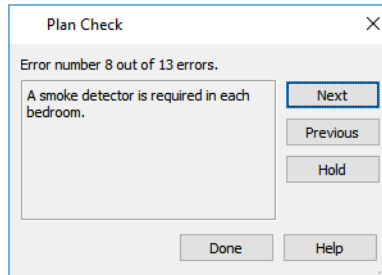 Plan Check
Error number 8 out of 13 errors.
A smoke detector is required in each
bedroom.
Next
Previous
Hold
Done
Help